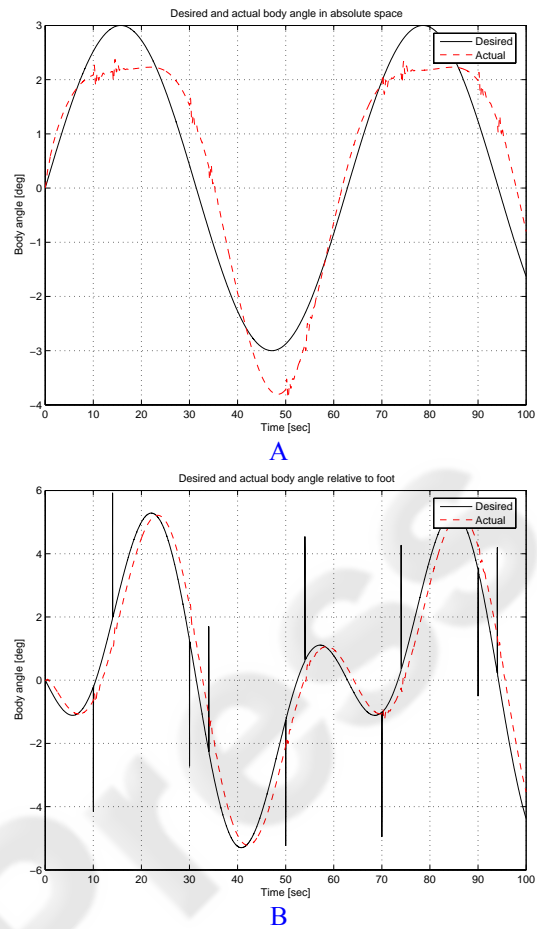 Desired and actual body angle in absolute space
Desired
Actual
3
2
1
0
−1
−2
−3
−4
Body angle [deg]
0 10 20 30 40 50 60 70 80 90 100
Time [sec]
A
Desired and actual body angle relative to foot
Desired
Actual
6
4
2
0
−2
−4
−6
Body angle [deg]
0 10 20 30 40 50 60 70 80 90 100
Time [sec]
B
ress